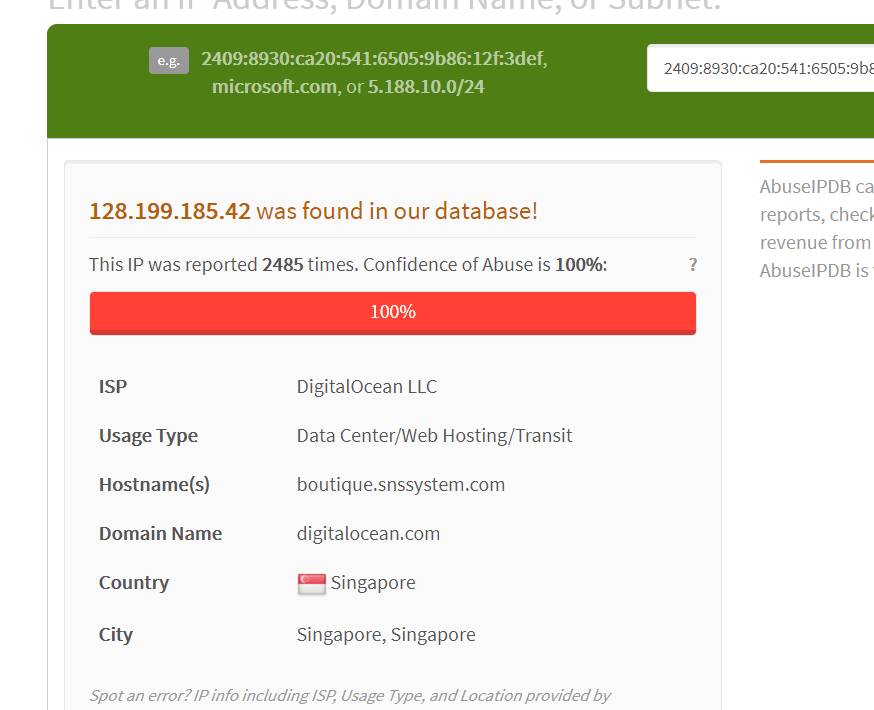 Enter an IP Address, Domain Name, or Subnet:
e.g. 2409:8930:ca20:541:6505:9b86:12f:3def,
microsoft.com, or 5.188.10.0/24
2409:8930:ca20:541:6505:9b8
128.199.185.42 was found in our database!
This IP was reported 2485 times. Confidence of Abuse is 100%: ?
100%
ISP DigitalOcean LLC
Usage Type Data Center/Web Hosting/Transit
Hostname(s) boutique.snssystem.com
Domain Name digitalocean.com
Country Singapore
City Singapore, Singapore
Spot an error? IP info including ISP, Usage Type, and Location provided by
AbuseIPDB ca
reports, check
revenue from
AbuseIPDB is